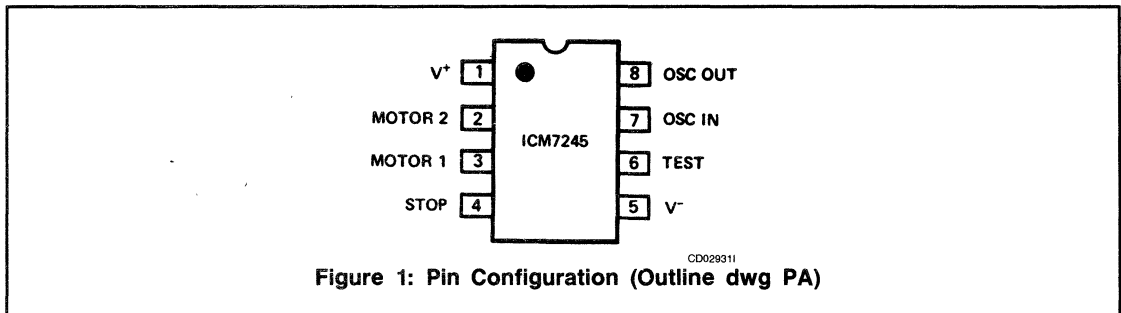 V+ 1 8 OSC OUT
MOTOR 2 2 7 OSC IN
ICM7245
MOTOR 1 3 6 TEST
STOP 4 5 V-
CD02931I
Figure 1: Pin Configuration (Outline dwg PA)